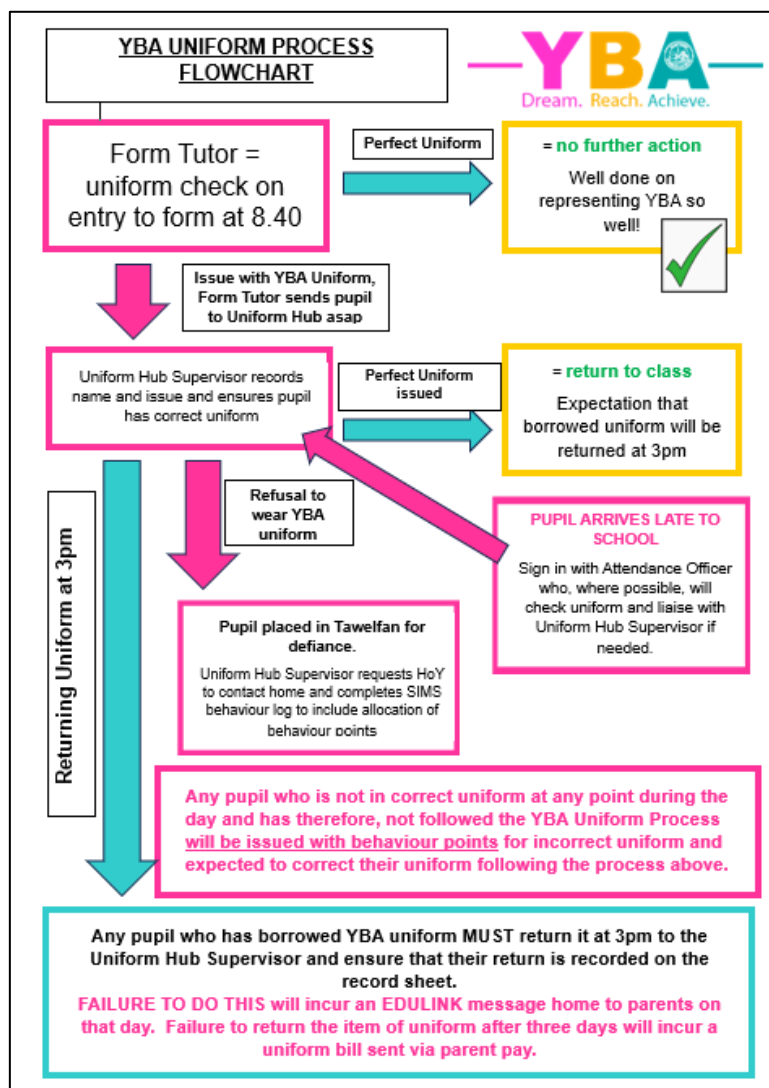 YBA UNIFORM PROCESS
FLOWCHART
YBA
Dream. Reach. Achieve.
Form Tutor =
uniform check on
entry to form at 8.40
Perfect Uniform
= no further action
Well done on
representing YBA so
well!
Issue with YBA Uniform,
Form Tutor sends pupil
to Uniform Hub asap
Uniform Hub Supervisor records
name and issue and ensures pupil
has correct uniform
Perfect Uniform
issued
= return to class
Expectation that
borrowed uniform will be
returned at 3pm
Refusal to
wear YBA
uniform
PUPIL ARRIVES LATE TO
SCHOOL
Sign in with Attendance Officer
who, where possible, will
check uniform and liaise with
Uniform Hub Supervisor if
needed.
Returning Uniform at 3pm
Pupil placed in Tawelfan for
defiance.
Uniform Hub Supervisor requests HoY
to contact home and completes SIMS
behaviour log to include allocation of
behaviour points
Any pupil who is not in correct uniform at any point during the
day and has therefore, not followed the YBA Uniform Process
will be issued with behaviour points for incorrect uniform and
expected to correct their uniform following the process above.
Any pupil who has borrowed YBA uniform MUST return it at 3pm to the
Uniform Hub Supervisor and ensure that their return is recorded on the
record sheet.
FAILURE TO DO THIS will incur an EDULINK message home to parents on
that day.  Failure to return the item of uniform after three days will incur a
uniform bill sent via parent pay.